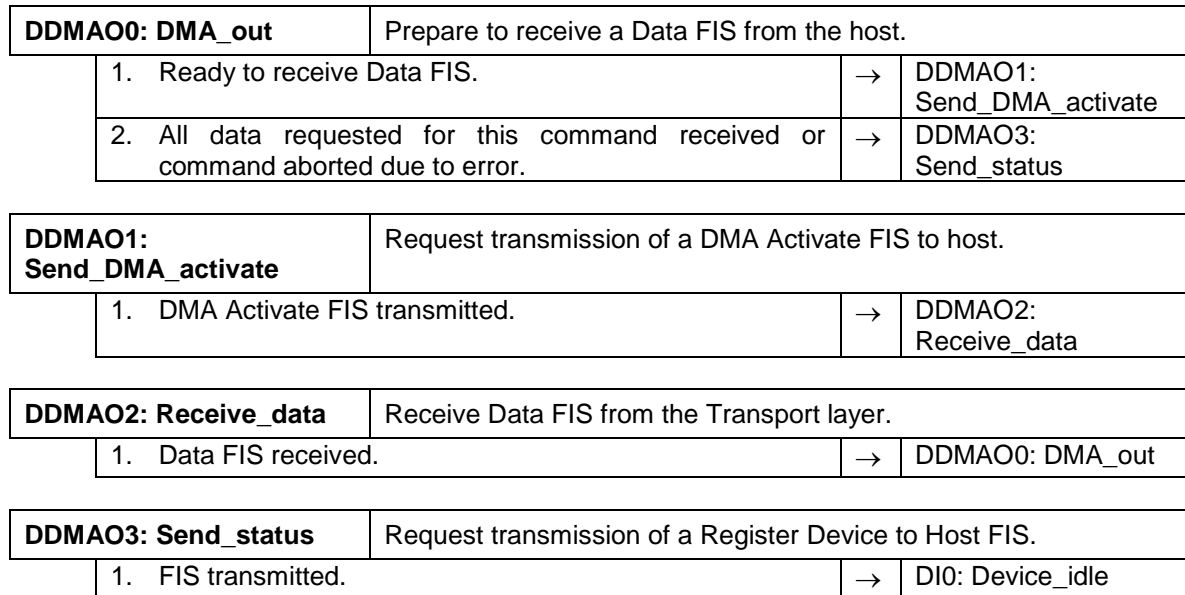 DDMAO0: DMA_out Prepare to receive a Data FIS from the host.
1. Ready to receive Data FIS. → DDMAO1:
Send_DMA_activate
2. All data requested for this command received or → DDMAO3:
command aborted due to error. Send_status
DDMAO1: Request transmission of a DMA Activate FIS to host.
Send_DMA_activate
1. DMA Activate FIS transmitted. → DDMAO2:
Receive_data
DDMAO2: Receive_data Receive Data FIS from the Transport layer.
1. Data FIS received. → DDMAO0: DMA_out
DDMAO3: Send_status Request transmission of a Register Device to Host FIS.
1. FIS transmitted. → DI0: Device_idle